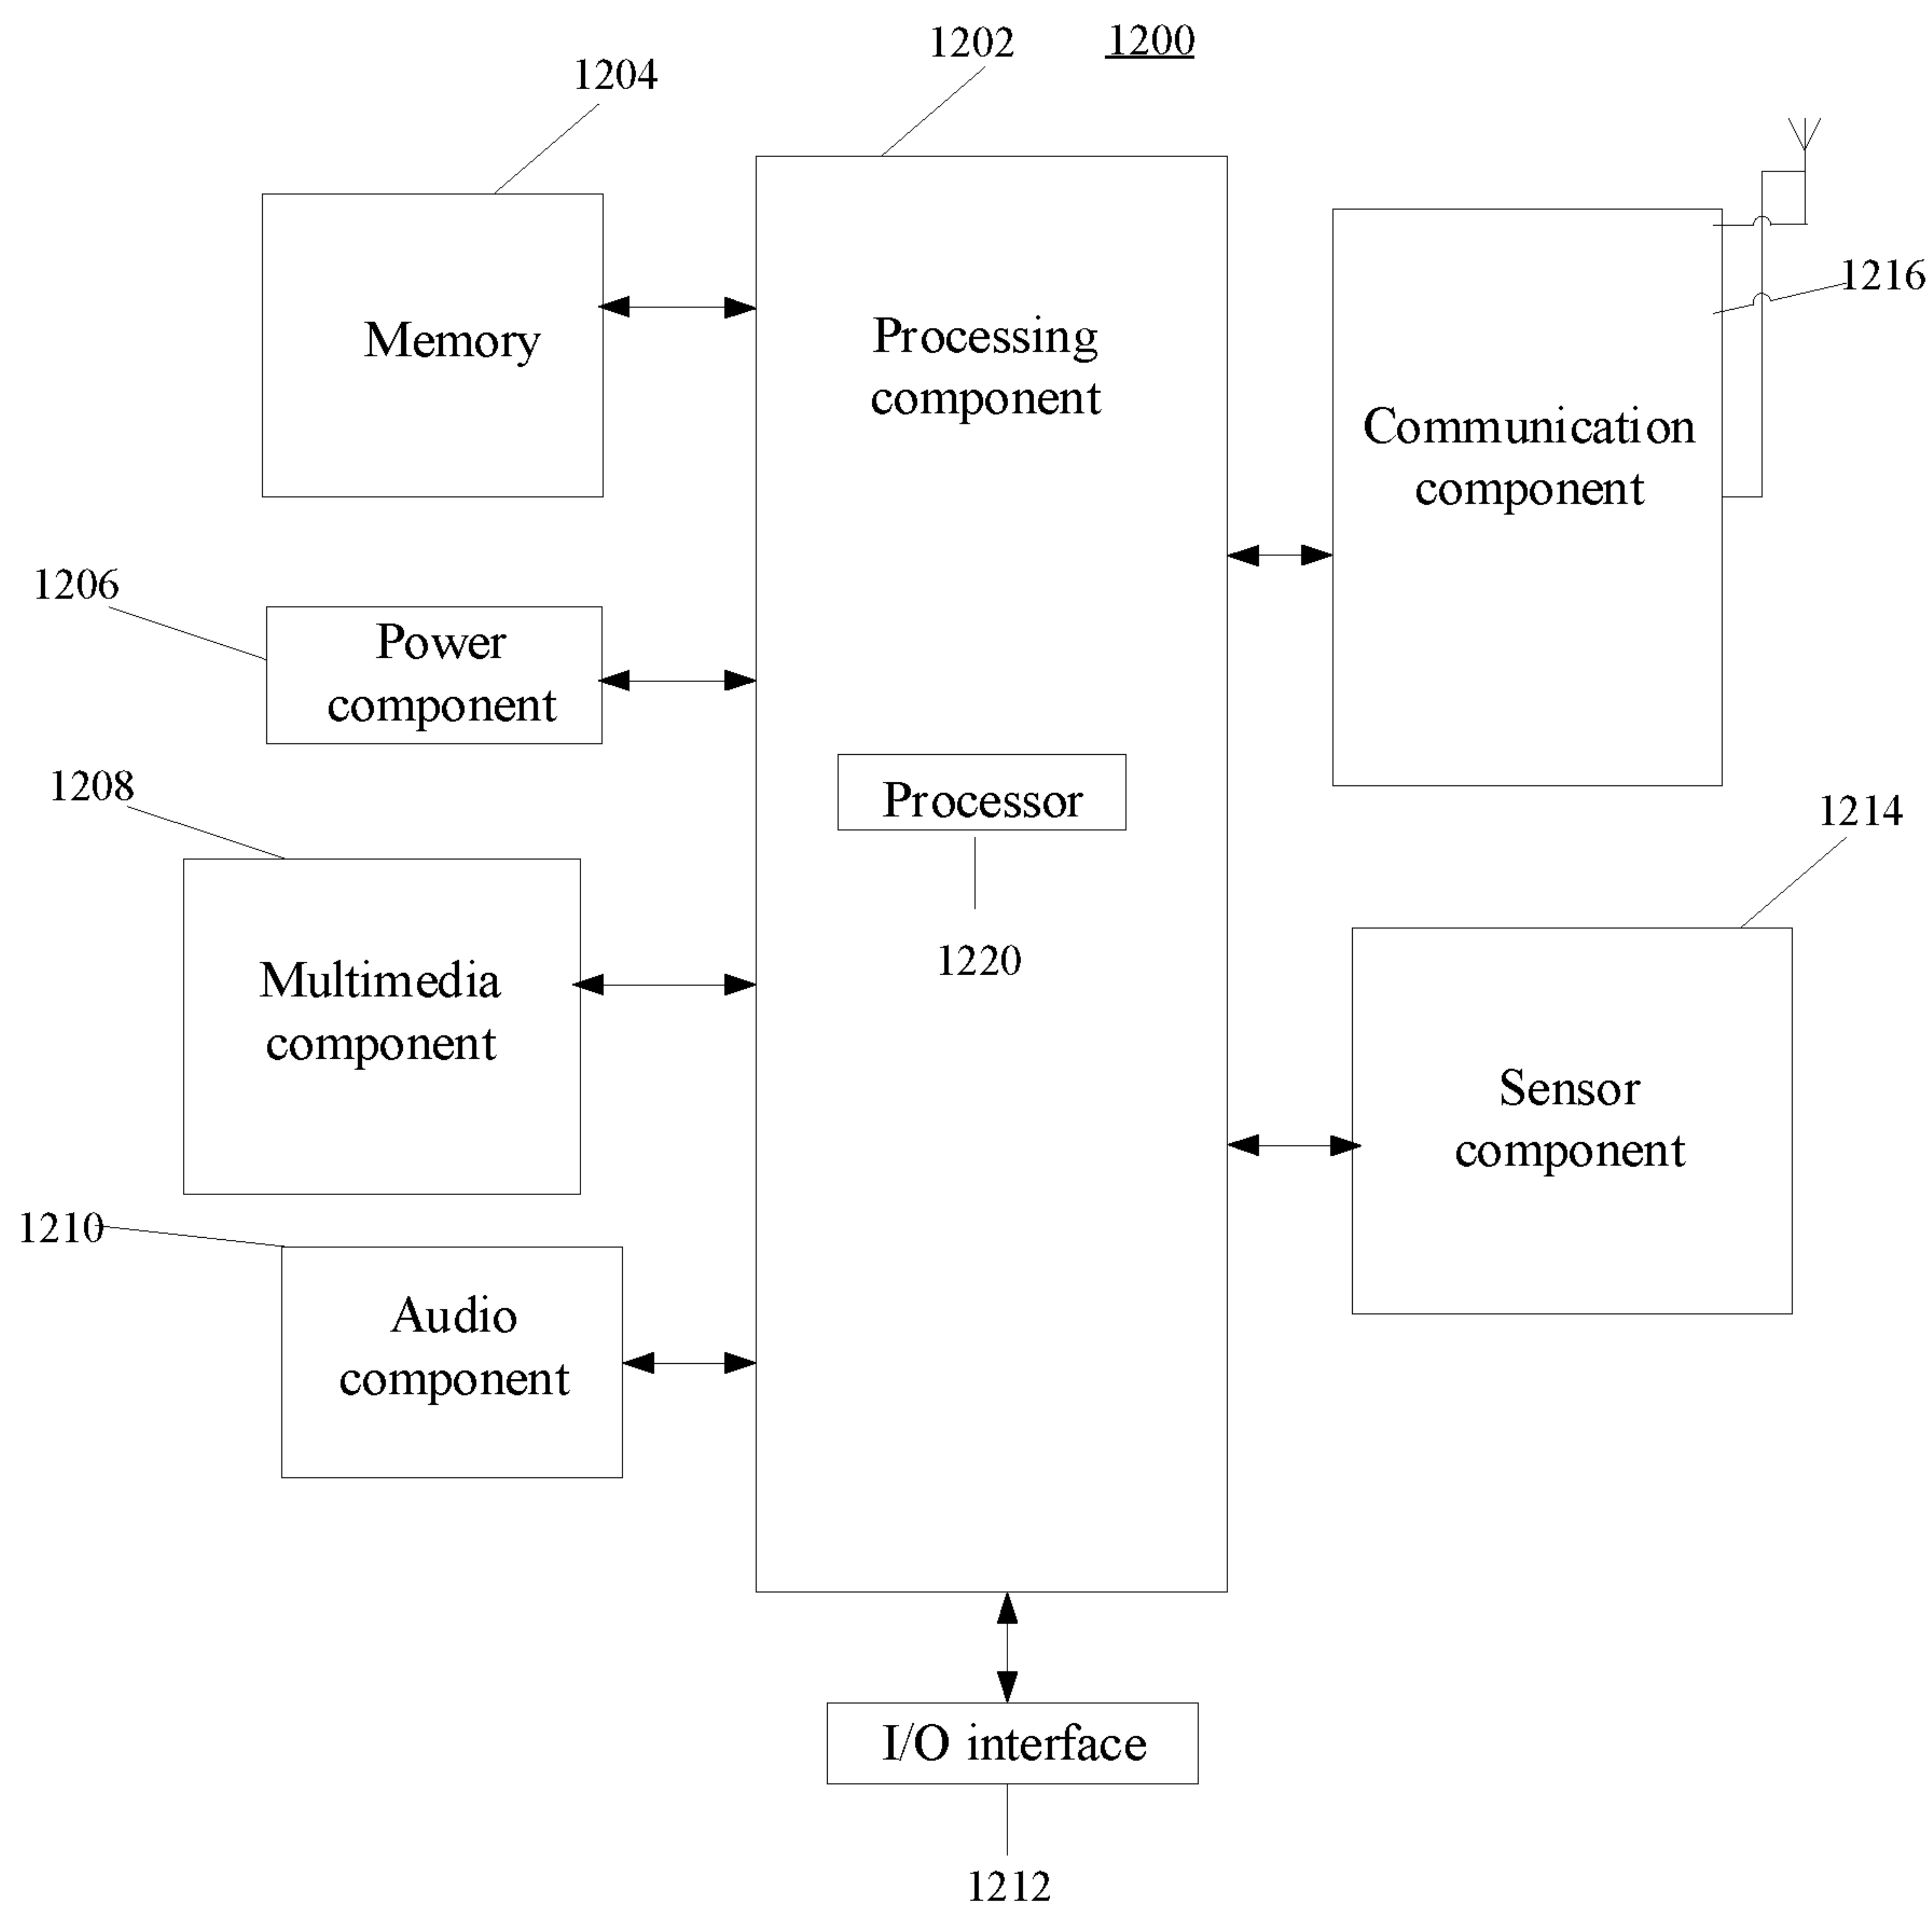 1200
1202
1204
Processing
component
Memory
1216
Communication
component
1206
Power
component
1208
Processor
1214
1220
Multimedia
component
Sensor
component
1210
Audio
component
I/O interface
1212